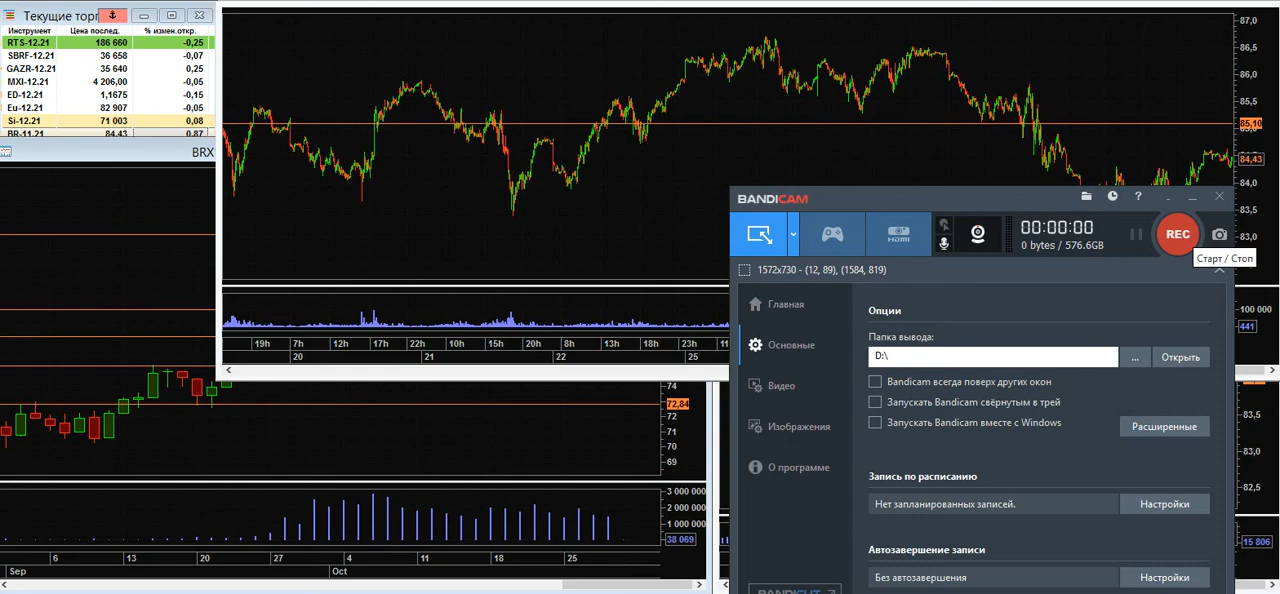 Текущие торг
Инструмент Цена послед. % измен.откр.
RTS-12.21 186 660 -0,25
SBRF-12.21 36 658 -0,07
GAZR-12.21 35 640 0,25
MXI-12.21 4 206,00 -0,05
ED-12.21 1,1675 -0,15
Eu-12.21 82 907 -0,05
Si-12.21 71 003 0,08
BR-11.21 84,43 0,87
BRX
87,0
86,5
86,0
85,5
85,10
84,43
84,0
83,5
83,0
19h 7h 12h 17h 22h 10h 15h 20h 8h 13h 18h 23h
20 21 22 25
BANDICAM
HDMI
00:00:00
0 bytes / 576.6GB
REC
Старт / Стоп
1572x730 - (12, 89), (1584, 819)
Главная
Основные
Видео
Изображения
О программе
Опции
Папка вывода:
D:\
... Открыть
Bandicam всегда поверх других окон
Запускать Bandicam свёрнутым в трей
Запускать Bandicam вместе с Windows
Расширенные
Запись по расписанию
Нет запланированных записей. Настройки
Автозавершение записи
Без автозавершения Настройки
BANDICUT
100 000
441
83,5
83,0
82,5
15 806
74
72,84
72
71
70
69
3 000 000
2 000 000
1 000 000
38 069
6 13 20 27 4 11 18 25
Sep Oct